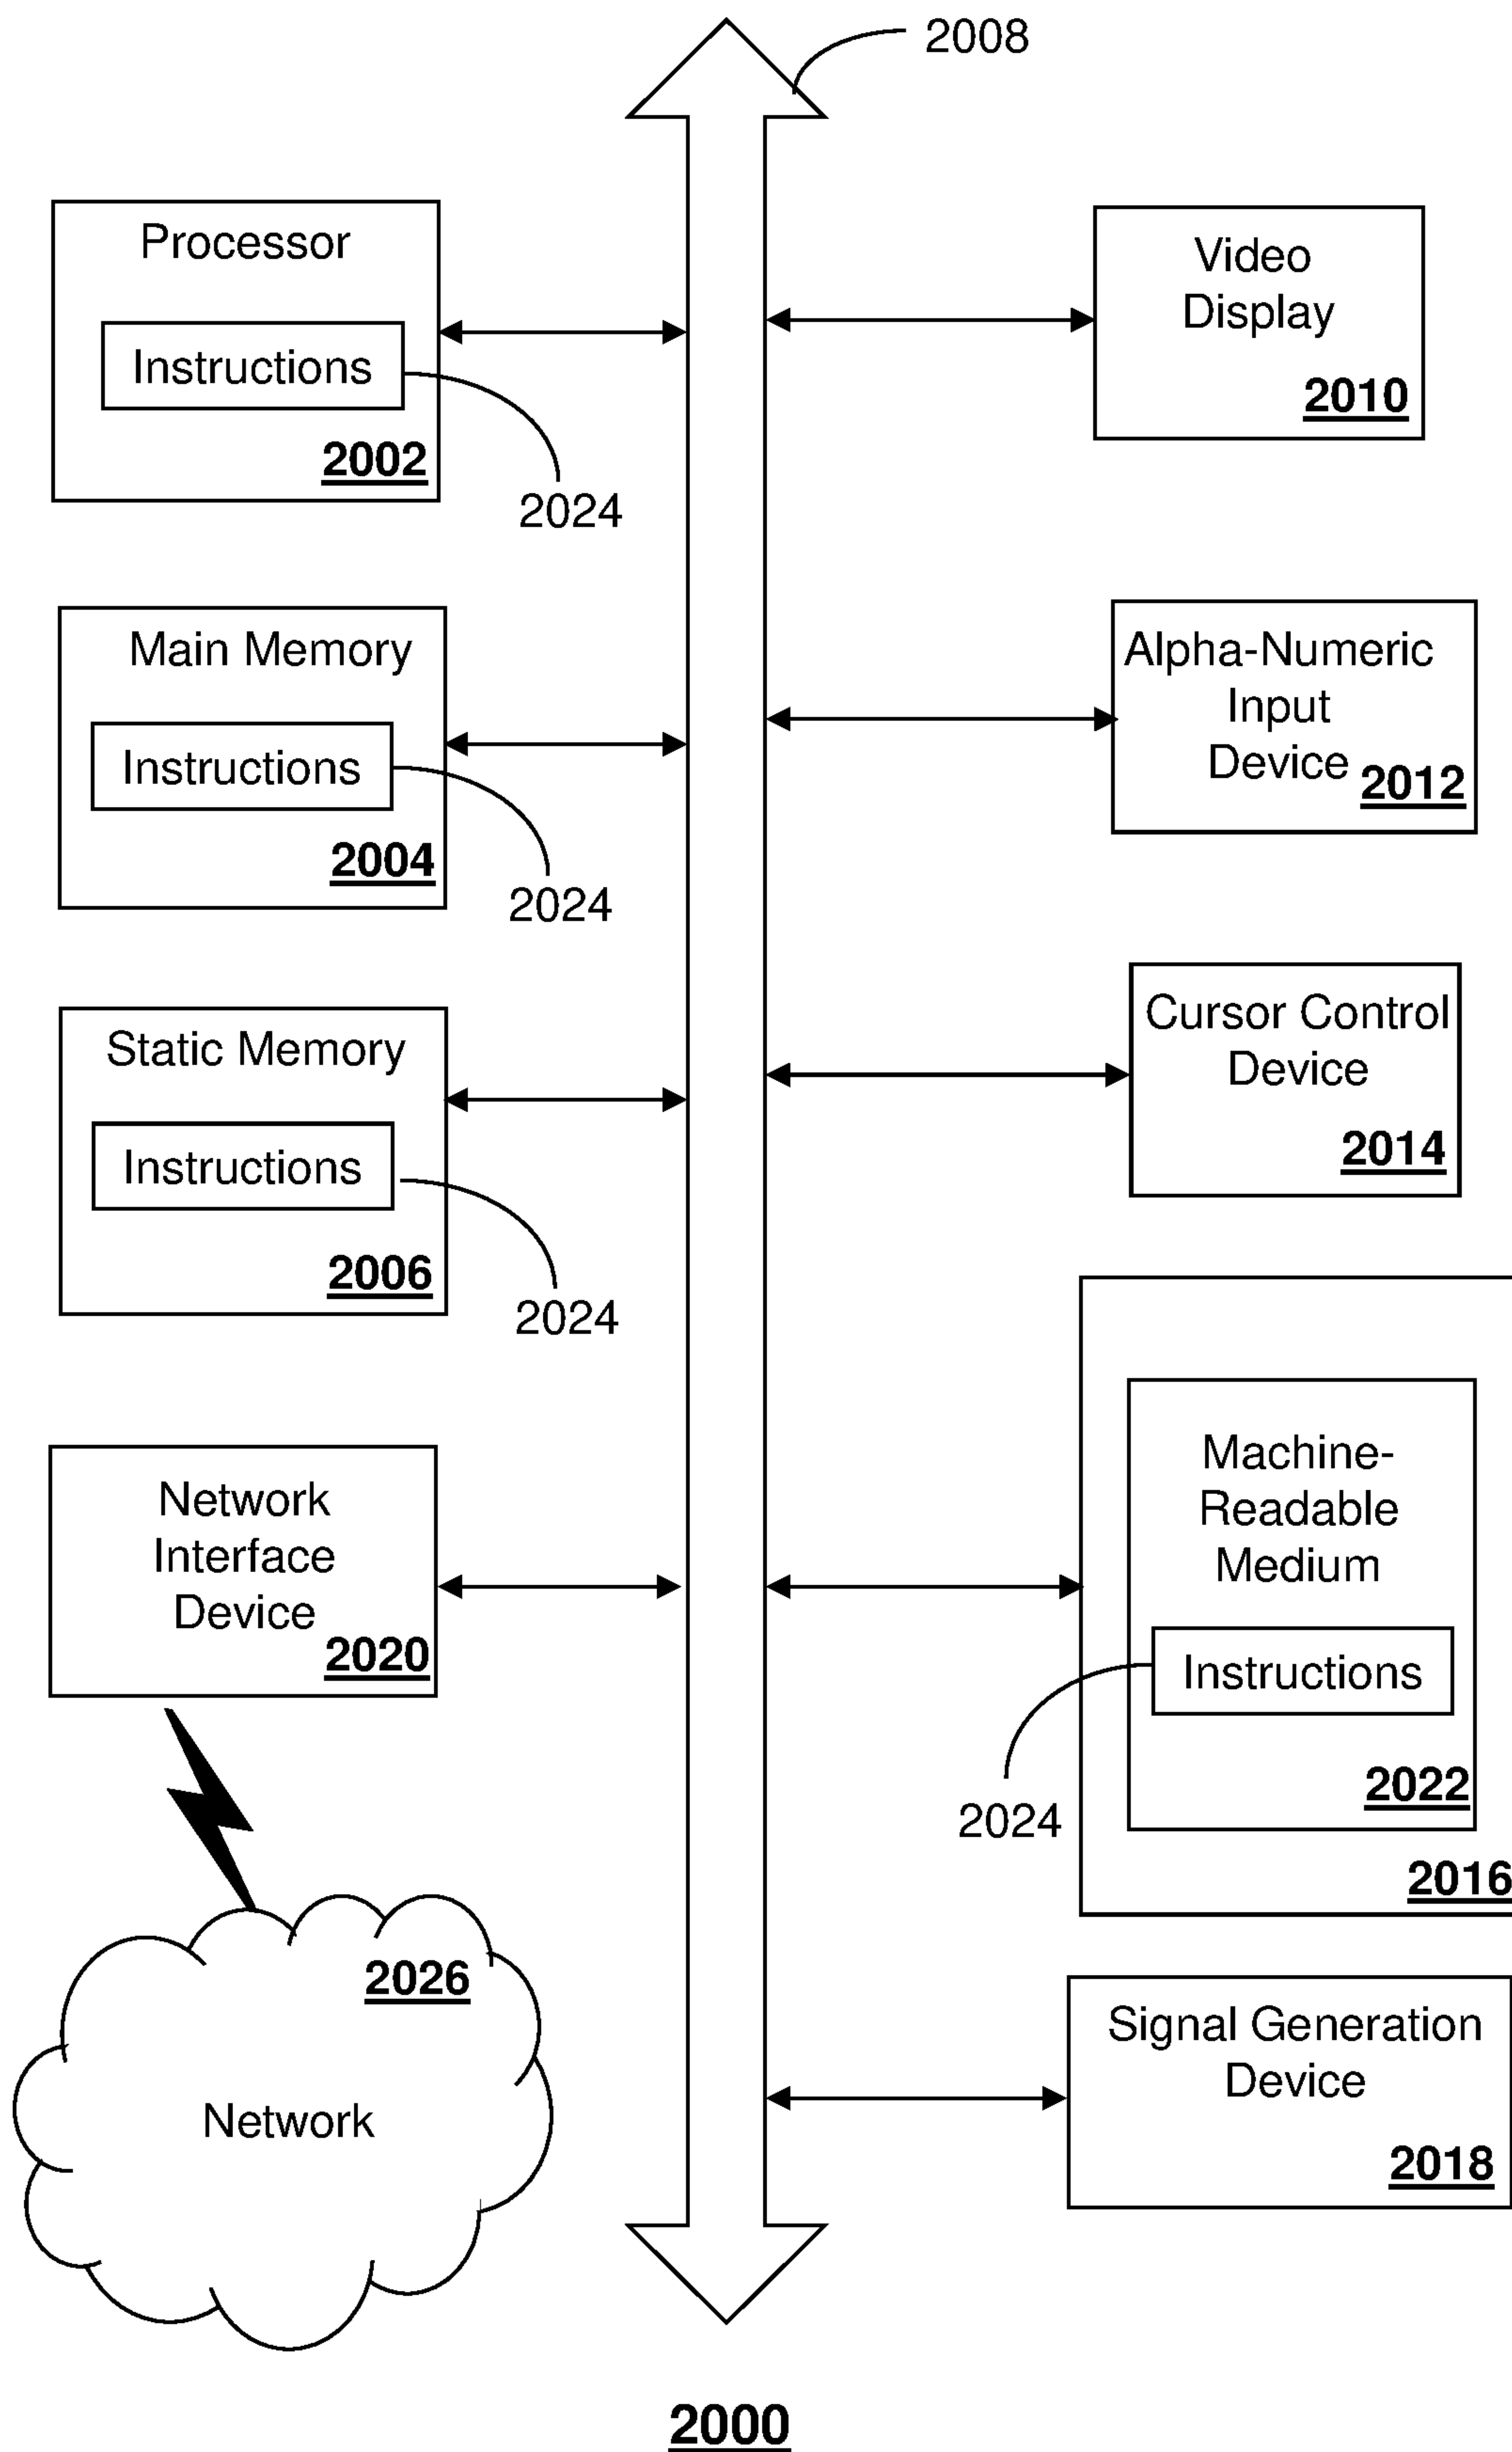 2008
Processor
Instructions
2002
2024
Main Memory
Instructions
2004
2024
Static Memory
Instructions
2006
2024
Network
Interface
Device
2020
2026
Network
Video
Display
2010
Alpha-Numeric
Input
Device
2012
Cursor Control
Device
2014
Machine-
Readable
Medium
Instructions
2022
2024
2016
Signal Generation
Device
2018
2000